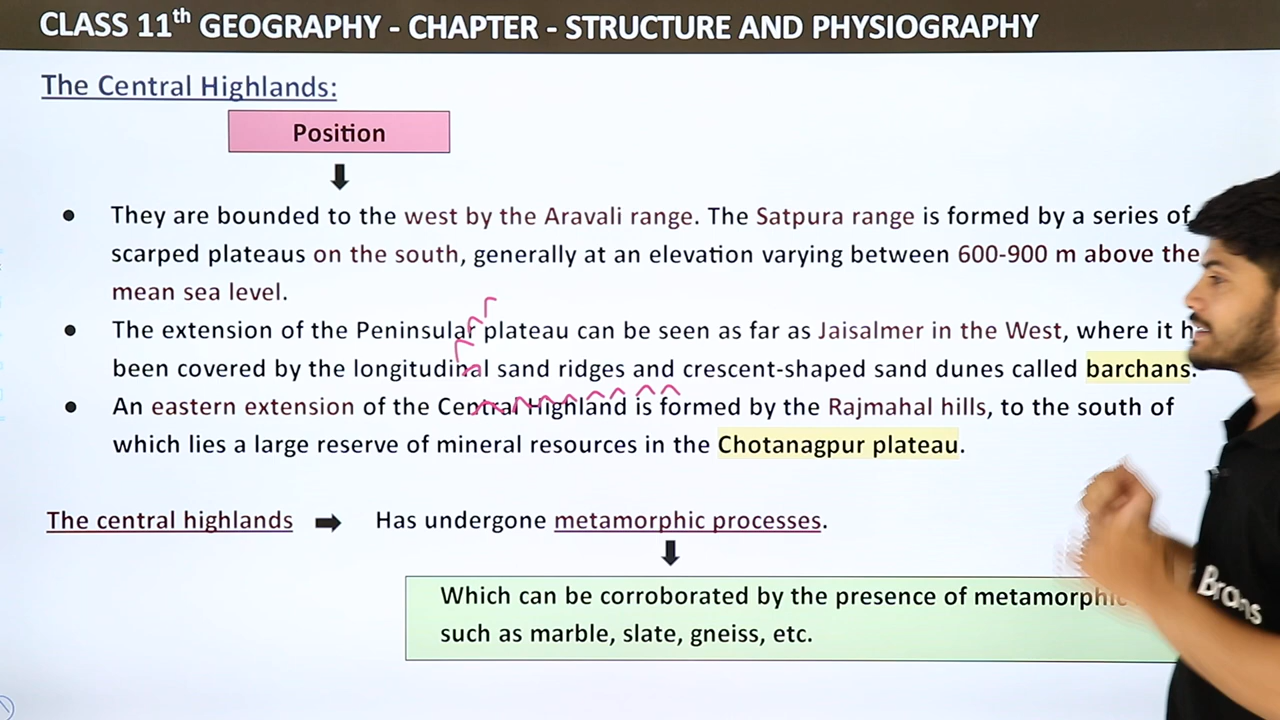 CLASS 11th GEOGRAPHY - CHAPTER - STRUCTURE AND PHYSIOGRAPHY
The Central Highlands:
Position
● They are bounded to the west by the Aravali range. The Satpura range is formed by a series of
scarped plateaus on the south, generally at an elevation varying between 600-900 m above the
mean sea level.
● The extension of the Peninsular plateau can be seen as far as Jaisalmer in the West, where it h
been covered by the longitudinal sand ridges and crescent-shaped sand dunes called barchans.
● An eastern extension of the Central Highland is formed by the Rajmahal hills, to the south of
which lies a large reserve of mineral resources in the Chotanagpur plateau.
The central highlands ➡ Has undergone metamorphic processes.
Which can be corroborated by the presence of metamorphic
such as marble, slate, gneiss, etc.